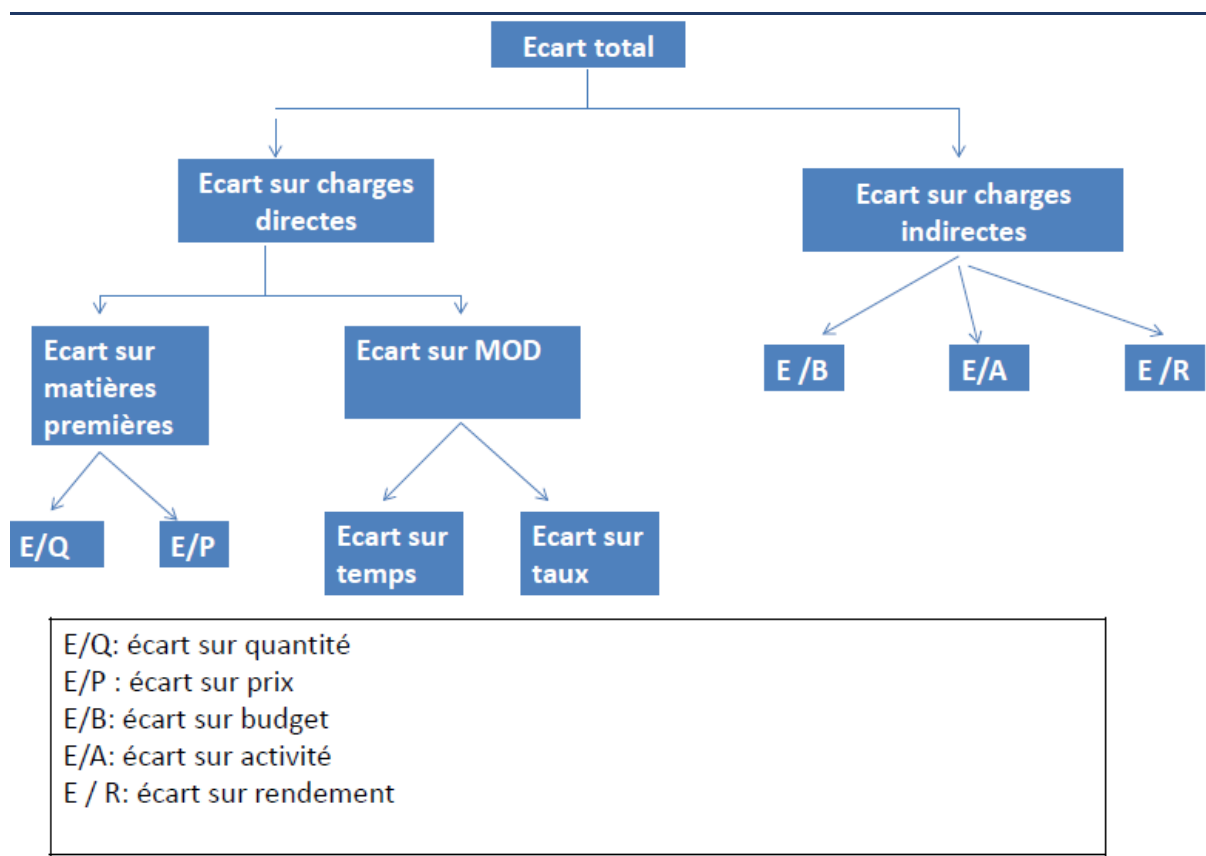 Ecart total
Ecart sur charges
directes
Ecart sur charges
indirectes
Ecart sur
matières
premières
Ecart sur MOD
E /B
E/A
E /R
E/Q
E/P
Ecart sur
temps
Ecart sur
taux
E/Q: écart sur quantité
E/P : écart sur prix
E/B: écart sur budget
E/A: écart sur activité
E / R: écart sur rendement